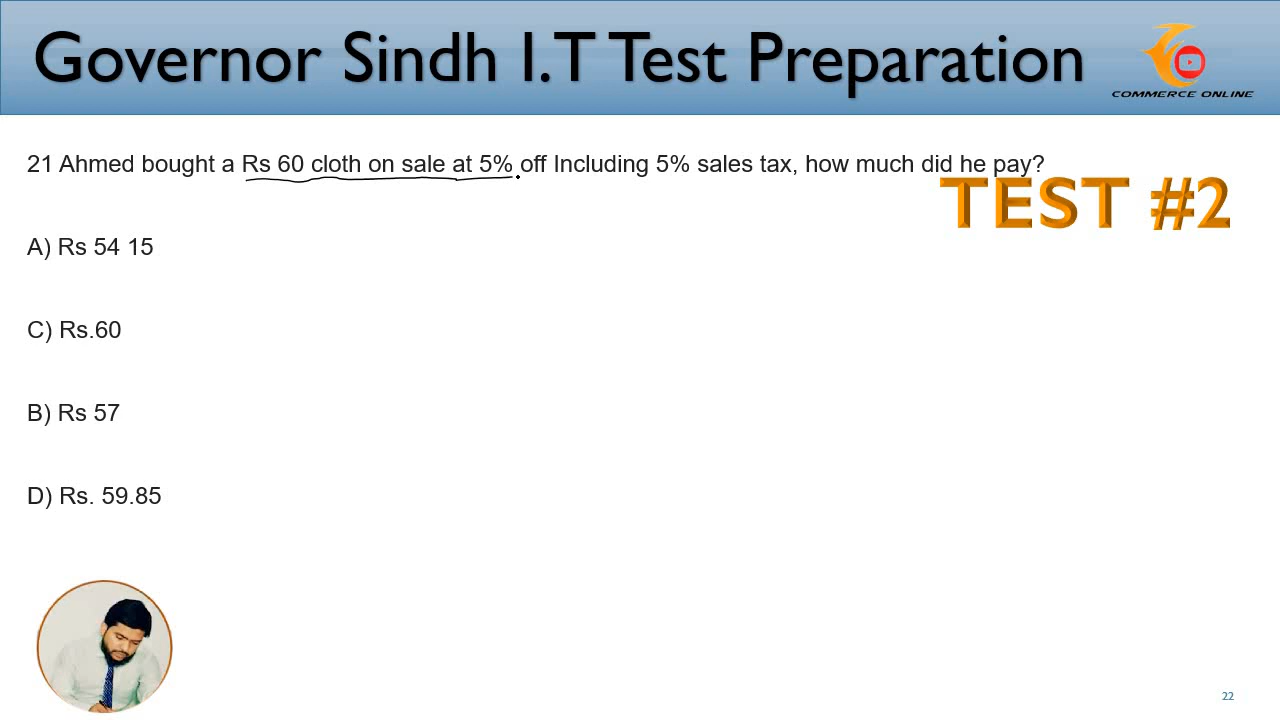 Governor Sindh I.T Test Preparation
COMMERCE ONLINE
21 Ahmed bought a Rs 60 cloth on sale at 5% off Including 5% sales tax, how much did he pay?
TEST #2
A) Rs 54 15
C) Rs.60
B) Rs 57
D) Rs. 59.85
22